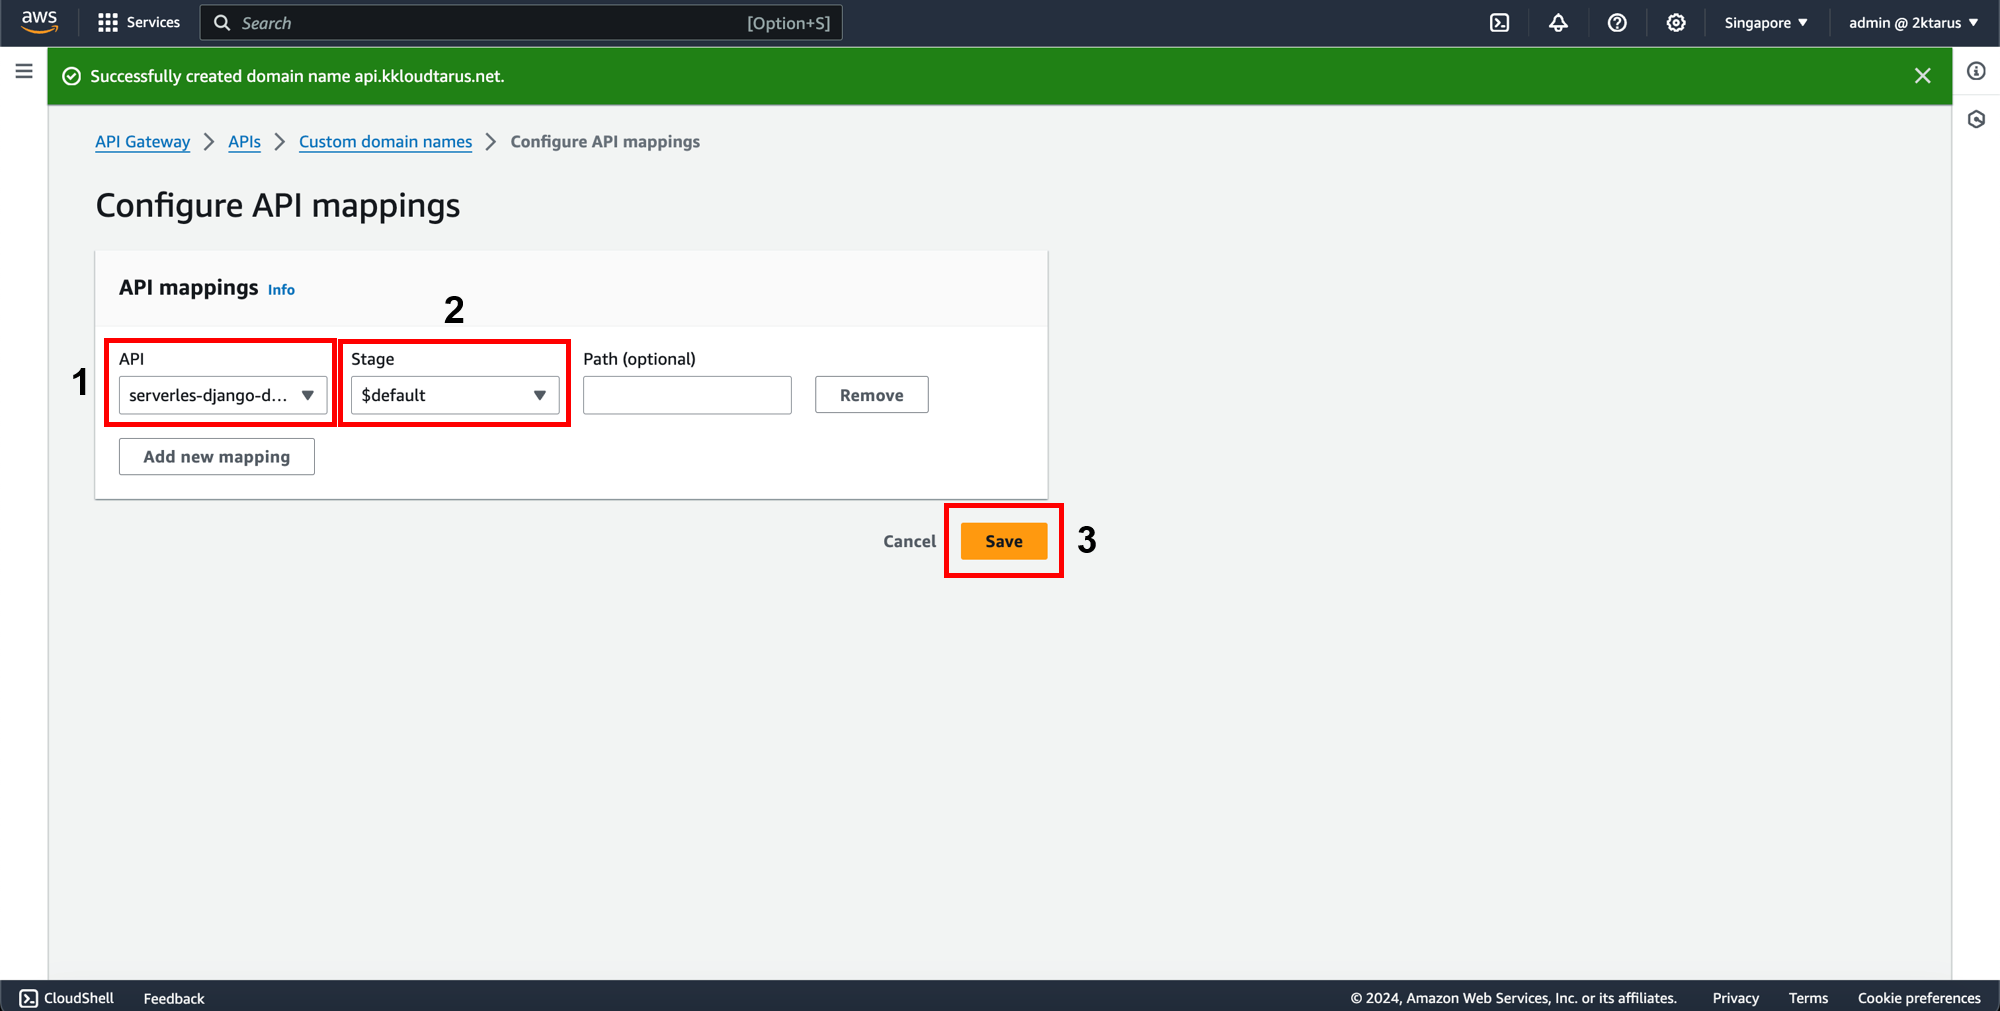 aws
Services
Search
[Option+S]
Singapore
admin @ 2ktarus
Successfully created domain name api.kkloudtarus.net.
API Gateway
APIs
Custom domain names
Configure API mappings
Configure API mappings
API mappings Info
2
1
API
Stage
Path (optional)
serverles-django-d...
$default
Remove
Add new mapping
Cancel
Save
3
CloudShell
Feedback
© 2024, Amazon Web Services, Inc. or its affiliates.
Privacy
Terms
Cookie preferences